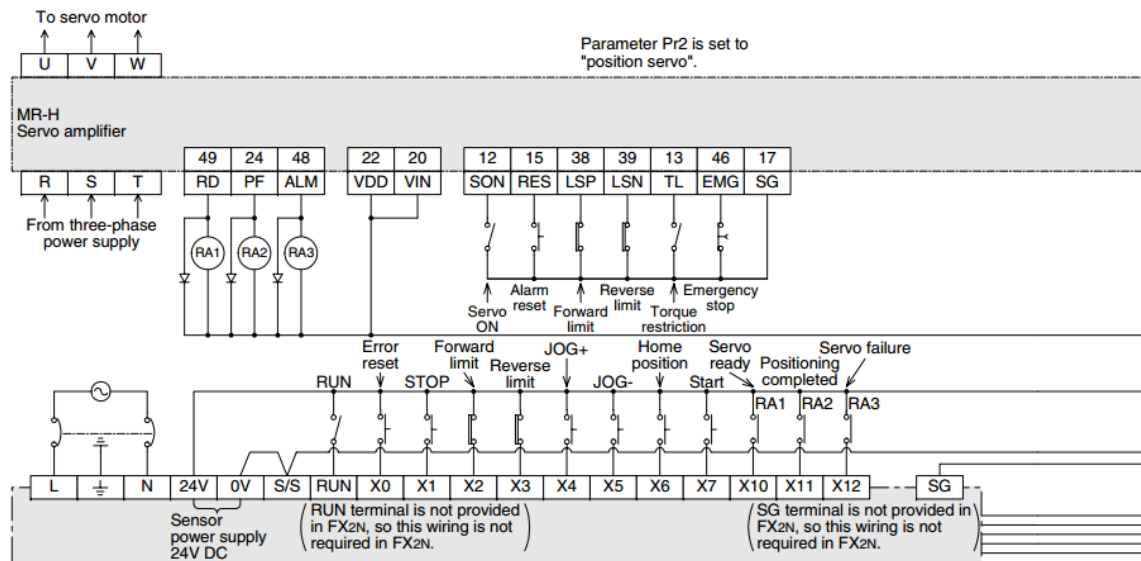 To servo motor
Parameter Pr2 is set to
"position servo".
U V W
MR-H
Servo amplifier
49 24 48 22 20 12 15 38 39 13 46 17
R S T RD PF ALM VDD VIN SON RES LSP LSN TL EMG SG
From three-phase
power supply
RA1 RA2 RA3
Alarm
reset
Reverse
limit
Emergency
stop
Servo
ON
Forward
limit
Torque
restriction
Error
reset
Forward
limit
JOG+
Home
position
Servo
ready
Servo failure
RUN
STOP
Reverse
limit
JOG-
Start
Positioning
completed
RA1 RA2 RA3
L N 24V 0V S/S RUN X0 X1 X2 X3 X4 X5 X6 X7 X10 X11 X12 SG
Sensor
power supply
24V DC
(RUN terminal is not provided
in FX2N, so this wiring is not
required in FX2N.)
(SG terminal is not provided in
FX2N, so this wiring is not
required in FX2N.)